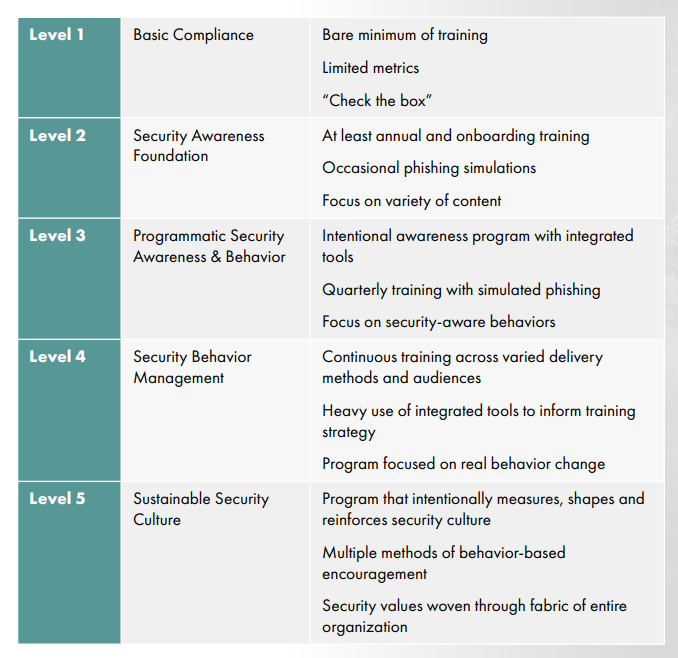 Level 1
Basic Compliance
Bare minimum of training
Limited metrics
“Check the box”
Level 2
Security Awareness
Foundation
At least annual and onboarding training
Occasional phishing simulations
Focus on variety of content
Level 3
Programmatic Security
Awareness & Behavior
Intentional awareness program with integrated
tools
Quarterly training with simulated phishing
Focus on security-aware behaviors
Level 4
Security Behavior
Management
Continuous training across varied delivery
methods and audiences
Heavy use of integrated tools to inform training
strategy
Program focused on real behavior change
Level 5
Sustainable Security
Culture
Program that intentionally measures, shapes and
reinforces security culture
Multiple methods of behavior-based
encouragement
Security values woven through fabric of entire
organization